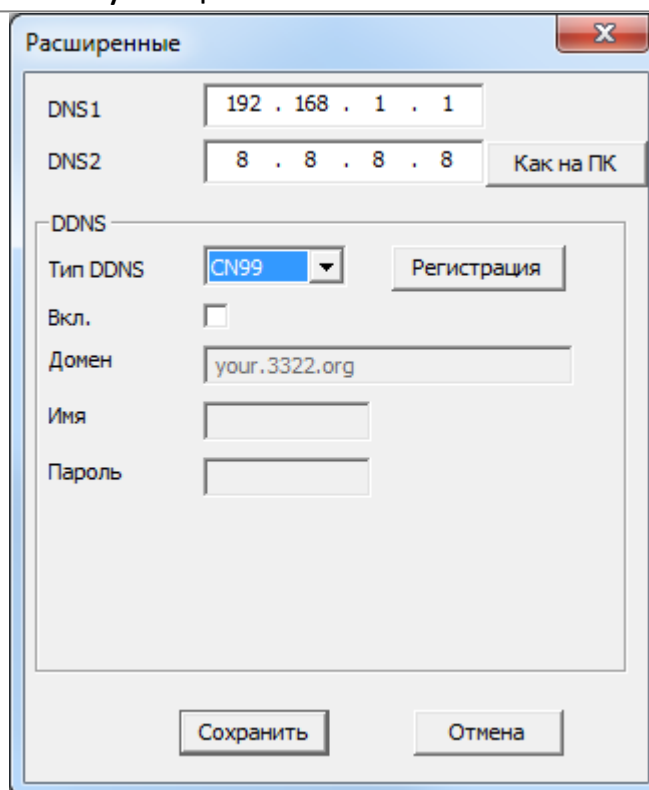 Расширенные
DNS1 192 . 168 . 1 . 1
DNS2 8 . 8 . 8 . 8 Как на ПК
DDNS
Тип DDNS CN99 Регистрация
Вкл.
Домен your.3322.org
Имя
Пароль
Сохранить Отмена